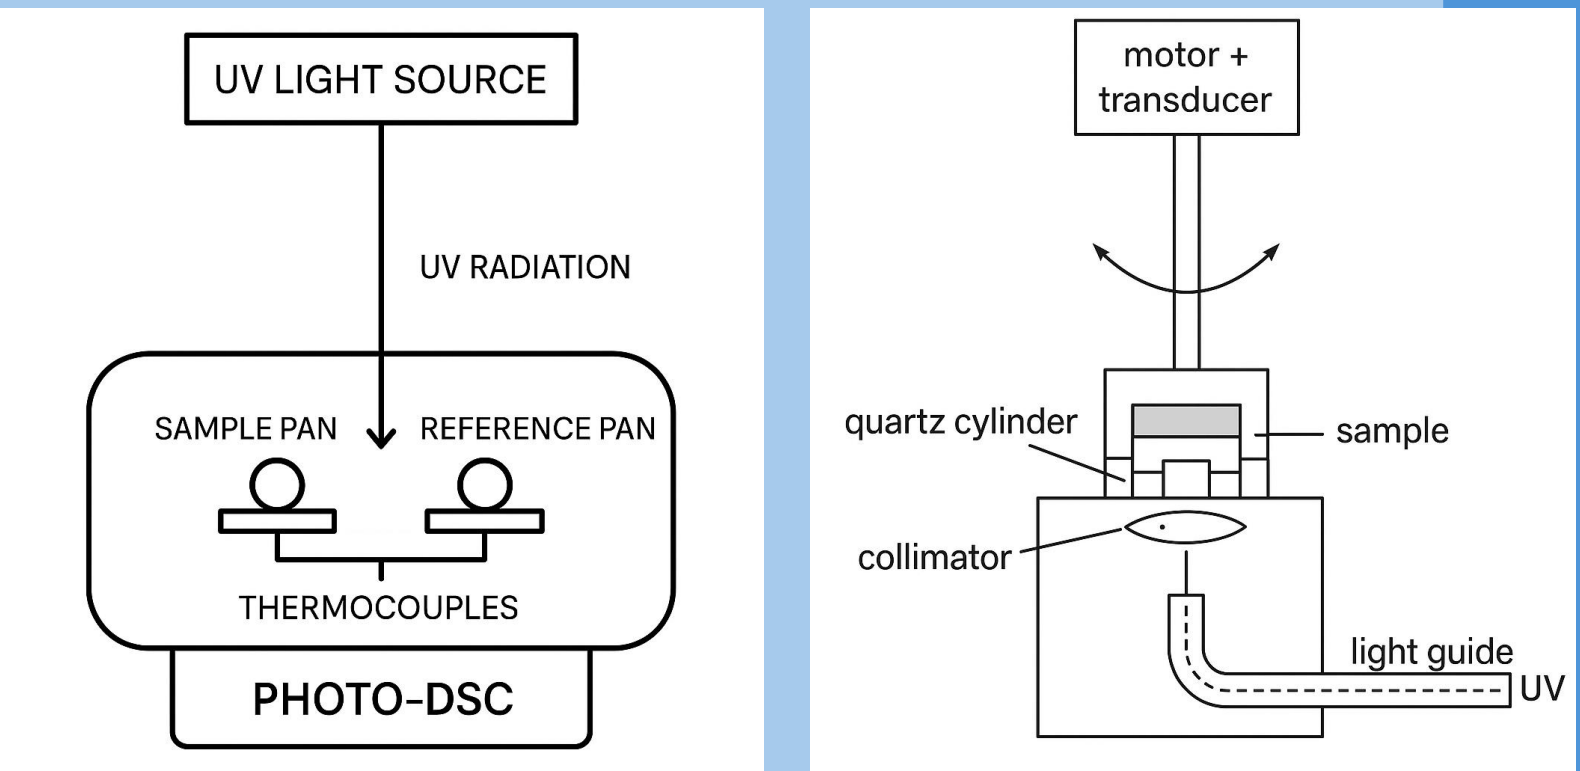 UV LIGHT SOURCE
UV RADIATION
SAMPLE PAN
REFERENCE PAN
THERMOCOUPLES
PHOTO-DSC
motor +
transducer
quartz cylinder
sample
collimator
light guide
UV